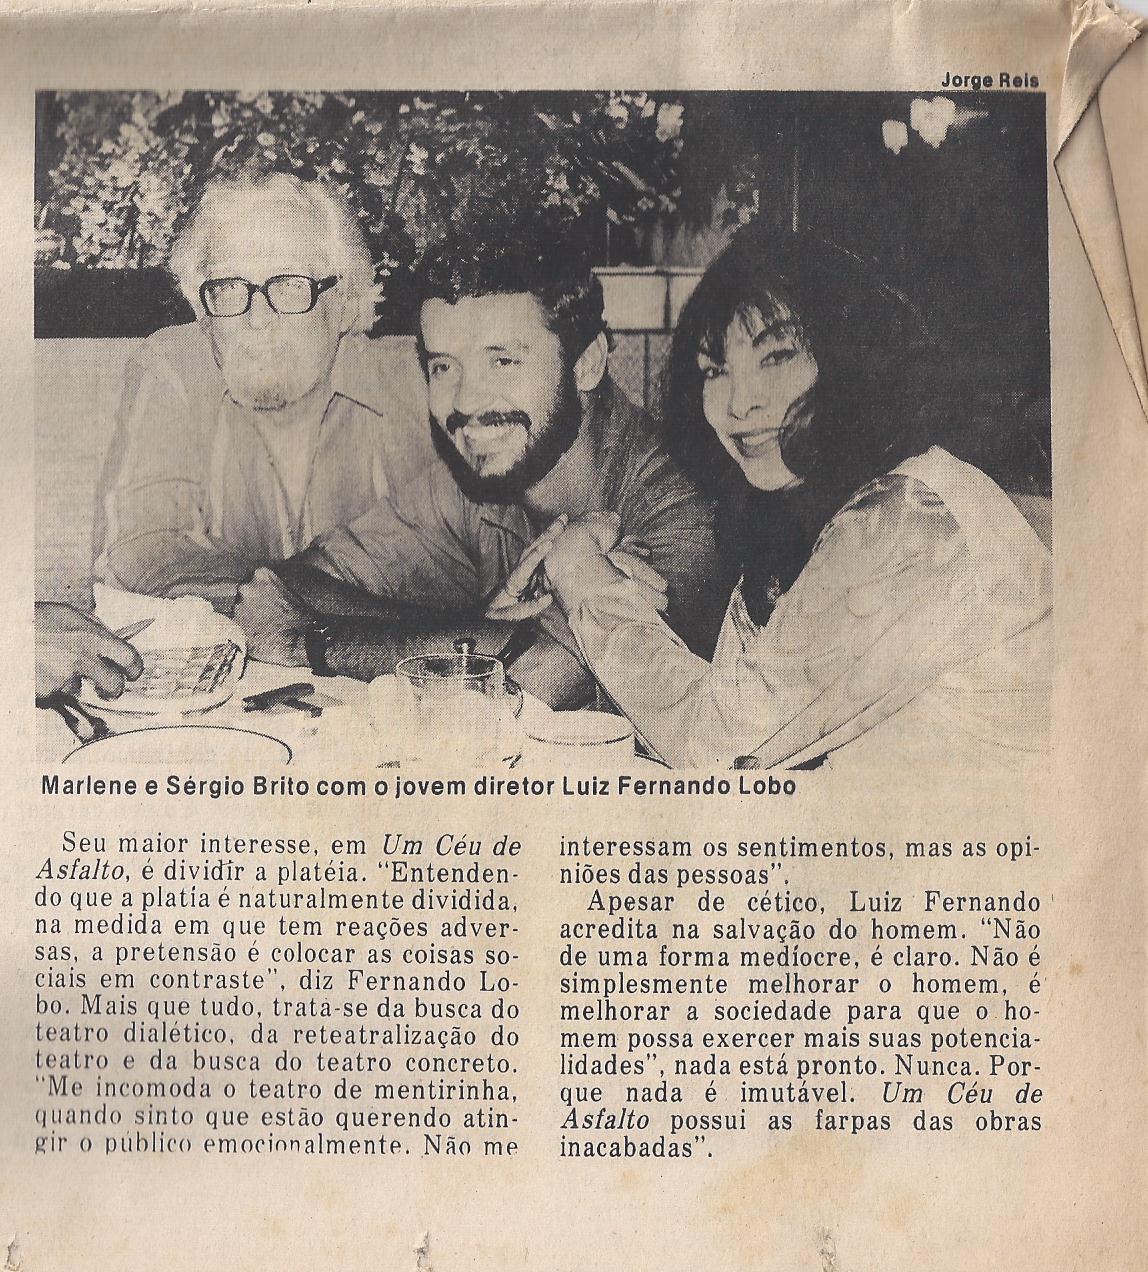 Jorge Reis
Marlene e Sérgio Brito com o jovem diretor Luiz Fernando Lobo
Seu maior interesse, em Um Céu de
Asfalto, é dividir a platéia. “Entenden-
do que a platía é naturalmente dividida,
na medida em que tem reações adver-
sas, a pretensão é colocar as coisas so-
ciais em contraste”, diz Fernando Lo-
bo. Mais que tudo, trata-se da busca do
teatro dialético, da reteatralização do
teatro e da busca do teatro concreto.
“Me incomoda o teatro de mentirinha,
quando sinto que estão querendo atin-
gir o público emocionalmente. Não me
interessam os sentimentos, mas as opi-
niões das pessoas”.
Apesar de cético, Luiz Fernando
acredita na salvação do homem. “Não
de uma forma medíocre, é claro. Não é
simplesmente melhorar o homem, é
melhorar a sociedade para que o ho-
mem possa exercer mais suas potencia-
lidades”, nada está pronto. Nunca. Por-
que nada é imutável. Um Céu de
Asfalto possui as farpas das obras
inacabadas”.